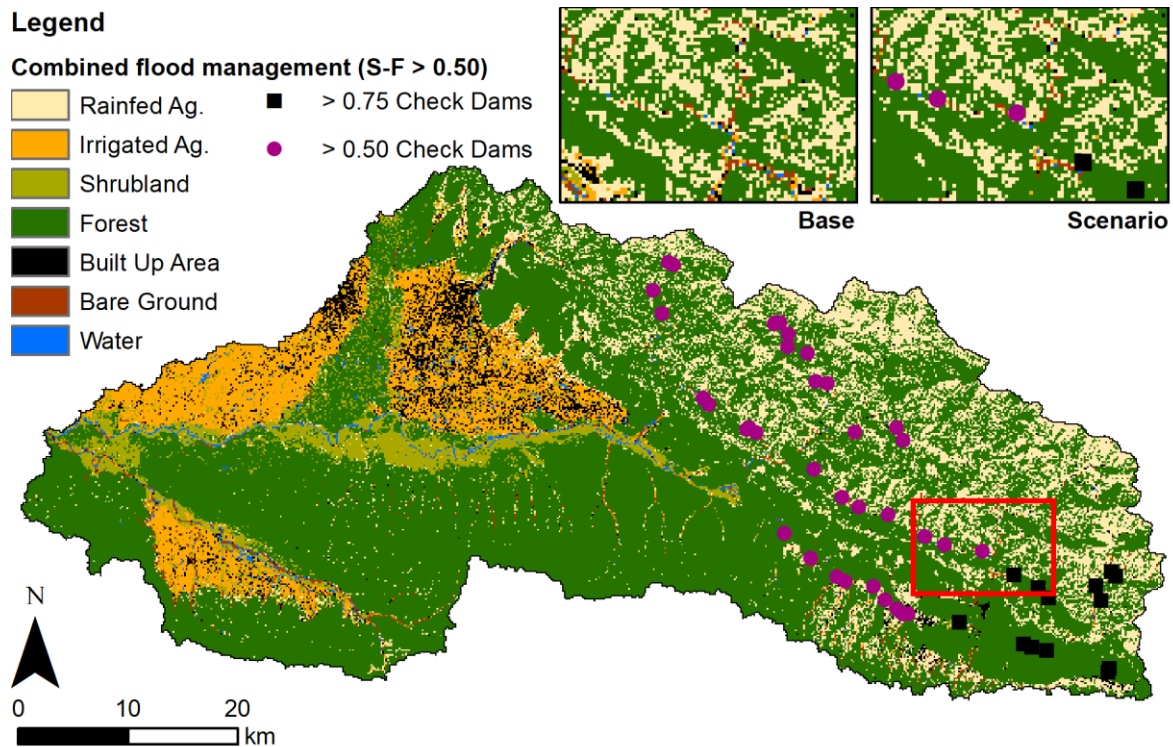 Legend
Combined flood management (S-F > 0.50)
Rainfed Ag.
> 0.75 Check Dams
Irrigated Ag.
> 0.50 Check Dams
Shrubland
Forest
Built Up Area
Bare Ground
Water
Base
Scenario
N
0 10 20
km